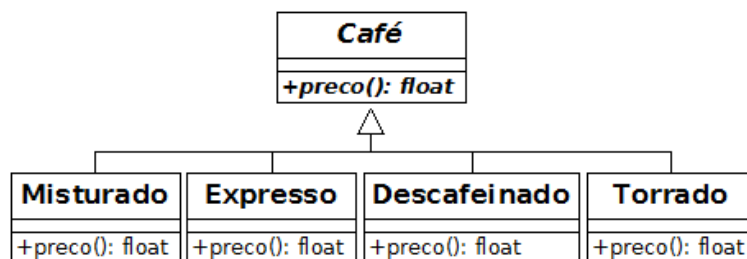 Café
+preco(): float
Misturado Expresso Descafeinado Torrado
+preco(): float +preco(): float +preco(): float +preco(): float